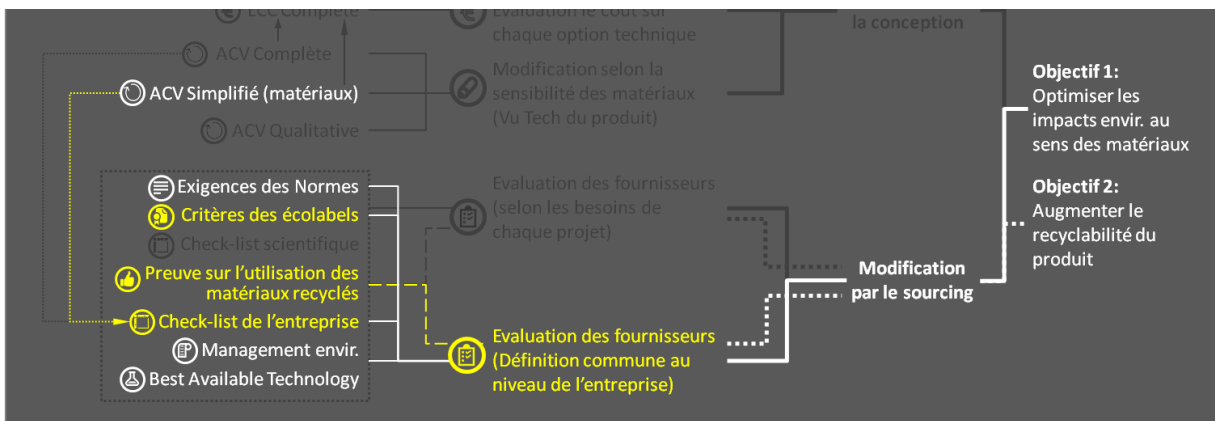 LCC Complète
ACV Complète
ACV Simplifié (matériaux)
ACV Qualitative
Exigences des Normes
Critères des écolabels
Check-list scientifique
Preuve sur l’utilisation des
matériaux recyclés
Check-list de l’entreprise
Management envir.
Best Available Technology
Evaluation le coût sur
chaque option technique
Modification selon la
sensibilité des matériaux
(Vu Tech du produit)
Evaluation des fournisseurs
(selon les besoins de
chaque projet)
Evaluation des fournisseurs
(Définition commune au
niveau de l’entreprise)
la conception
Modification
par le sourcing
Objectif 1:
Optimiser les
impacts envir. au
sens des matériaux
Objectif 2:
Augmenter le
recyclabilité du
produit